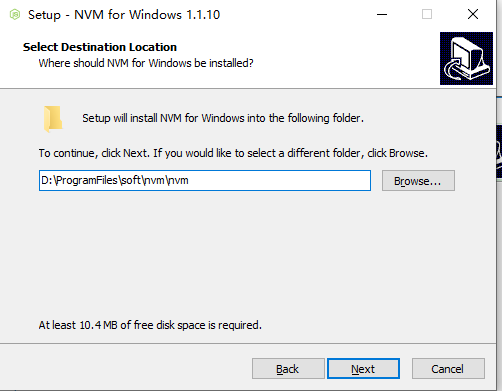 Setup - NVM for Windows 1.1.10
Select Destination Location
Where should NVM for Windows be installed?
Setup will install NVM for Windows into the following folder.
To continue, click Next. If you would like to select a different folder, click Browse.
D:\ProgramFiles\soft\nvm\nvm
Browse...
At least 10.4 MB of free disk space is required.
Back
Next
Cancel